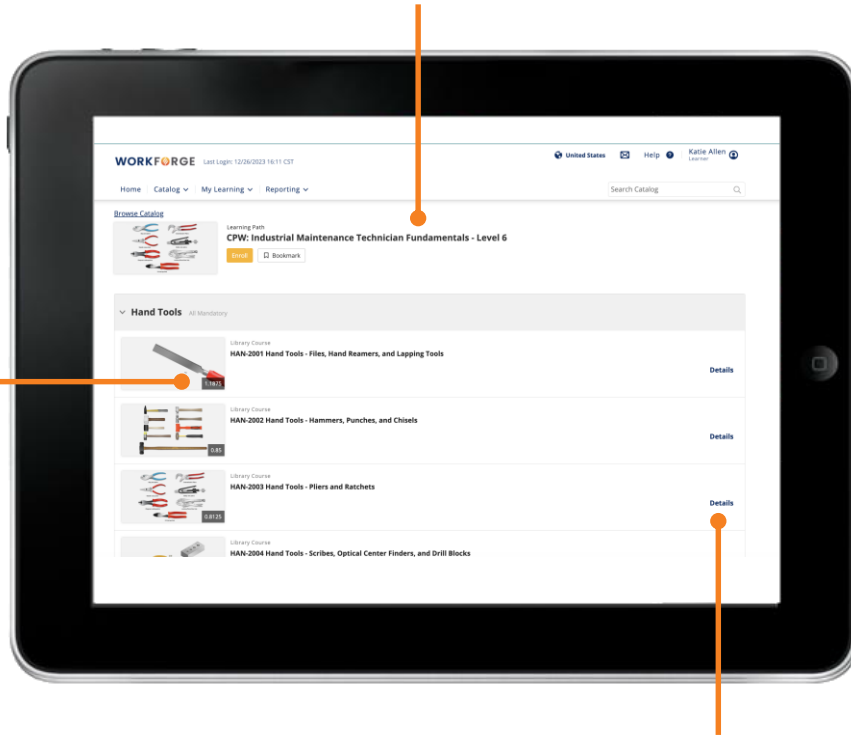 WORKFORGE Last Login: 12/26/2023 16:11 CST
United States Help Katie Allen
Learner
Home Catalog My Learning Reporting Search Catalog
Browse Catalog
Learning Path
CPW: Industrial Maintenance Technician Fundamentals - Level 6
Enroll Bookmark
Hand Tools All Mandatory
Library Course
HAN-2001 Hand Tools - Files, Hand Reamers, and Lapping Tools
Details
1.1875
Library Course
HAN-2002 Hand Tools - Hammers, Punches, and Chisels
Details
0.85
Library Course
HAN-2003 Hand Tools - Pliers and Ratchets
Details
0.8125
Library Course
HAN-2004 Hand Tools - Scribes, Optical Center Finders, and Drill Blocks